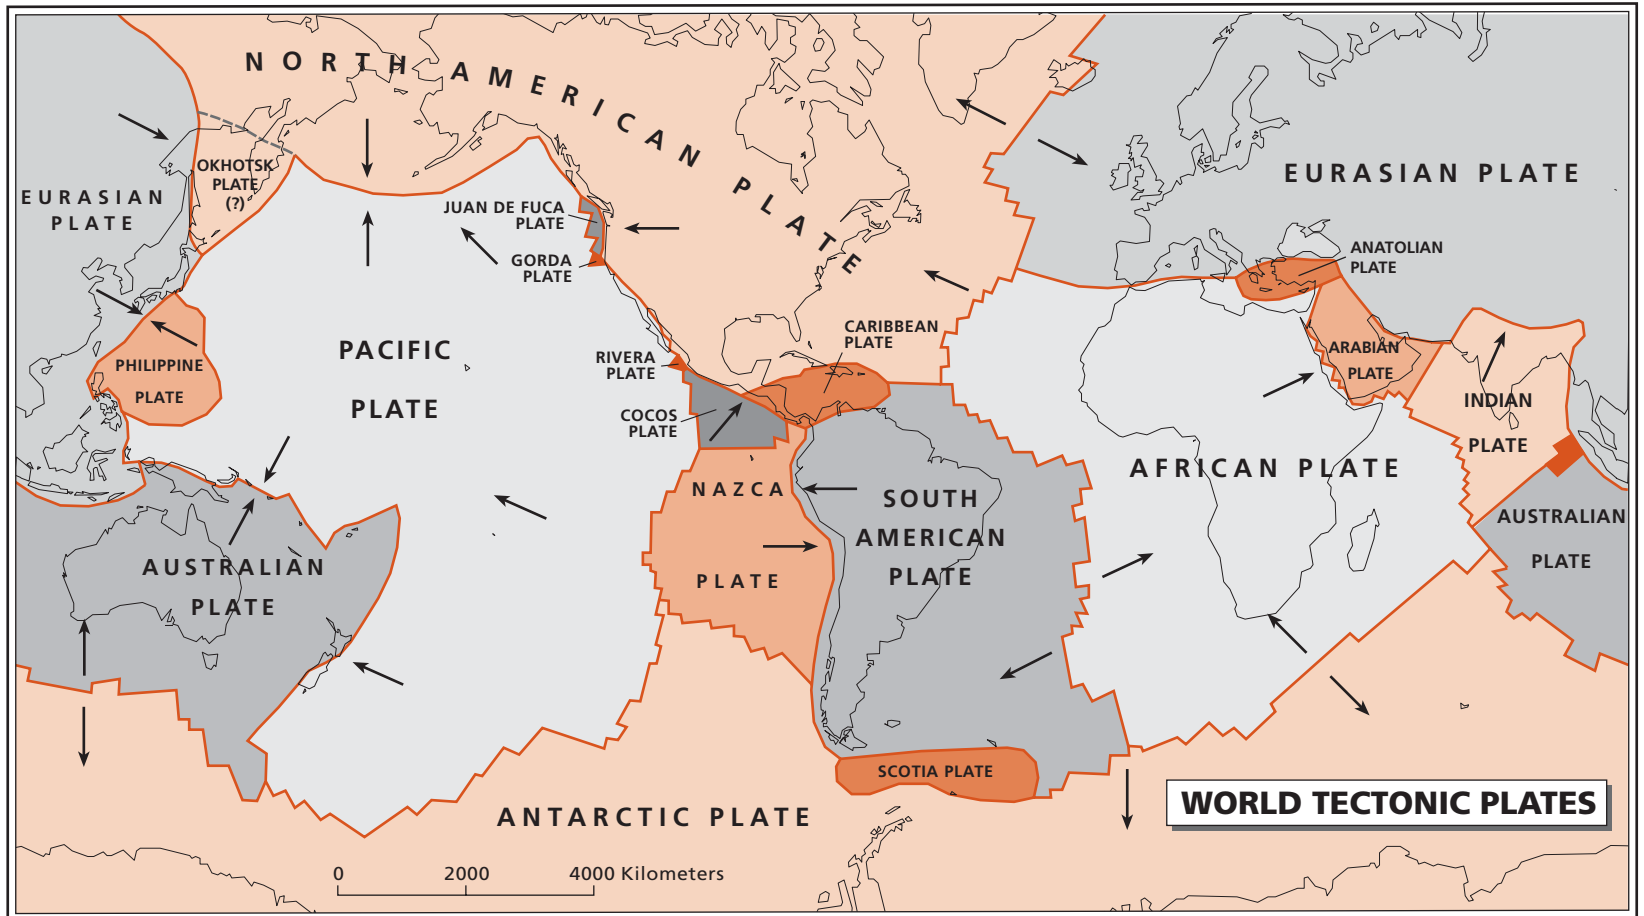 NORTH AMERICAN PLATE
OKHOTSK
PLATE
(?)
EURASIAN
PLATE
JUAN DE FUCA
PLATE
GORDA
PLATE
EURASIAN PLATE
ANATOLIAN
PLATE
PACIFIC
PLATE
PHILIPPINE
PLATE
RIVERA
PLATE
CARIBBEAN
PLATE
COCOS
PLATE
ARABIAN
PLATE
INDIAN
PLATE
AFRICAN PLATE
NAZCA
PLATE
SOUTH
AMERICAN
PLATE
AUSTRALIAN
PLATE
AUSTRALIAN
PLATE
SCOTIA PLATE
ANTARCTIC PLATE
WORLD TECTONIC PLATES
0 2000 4000 Kilometers